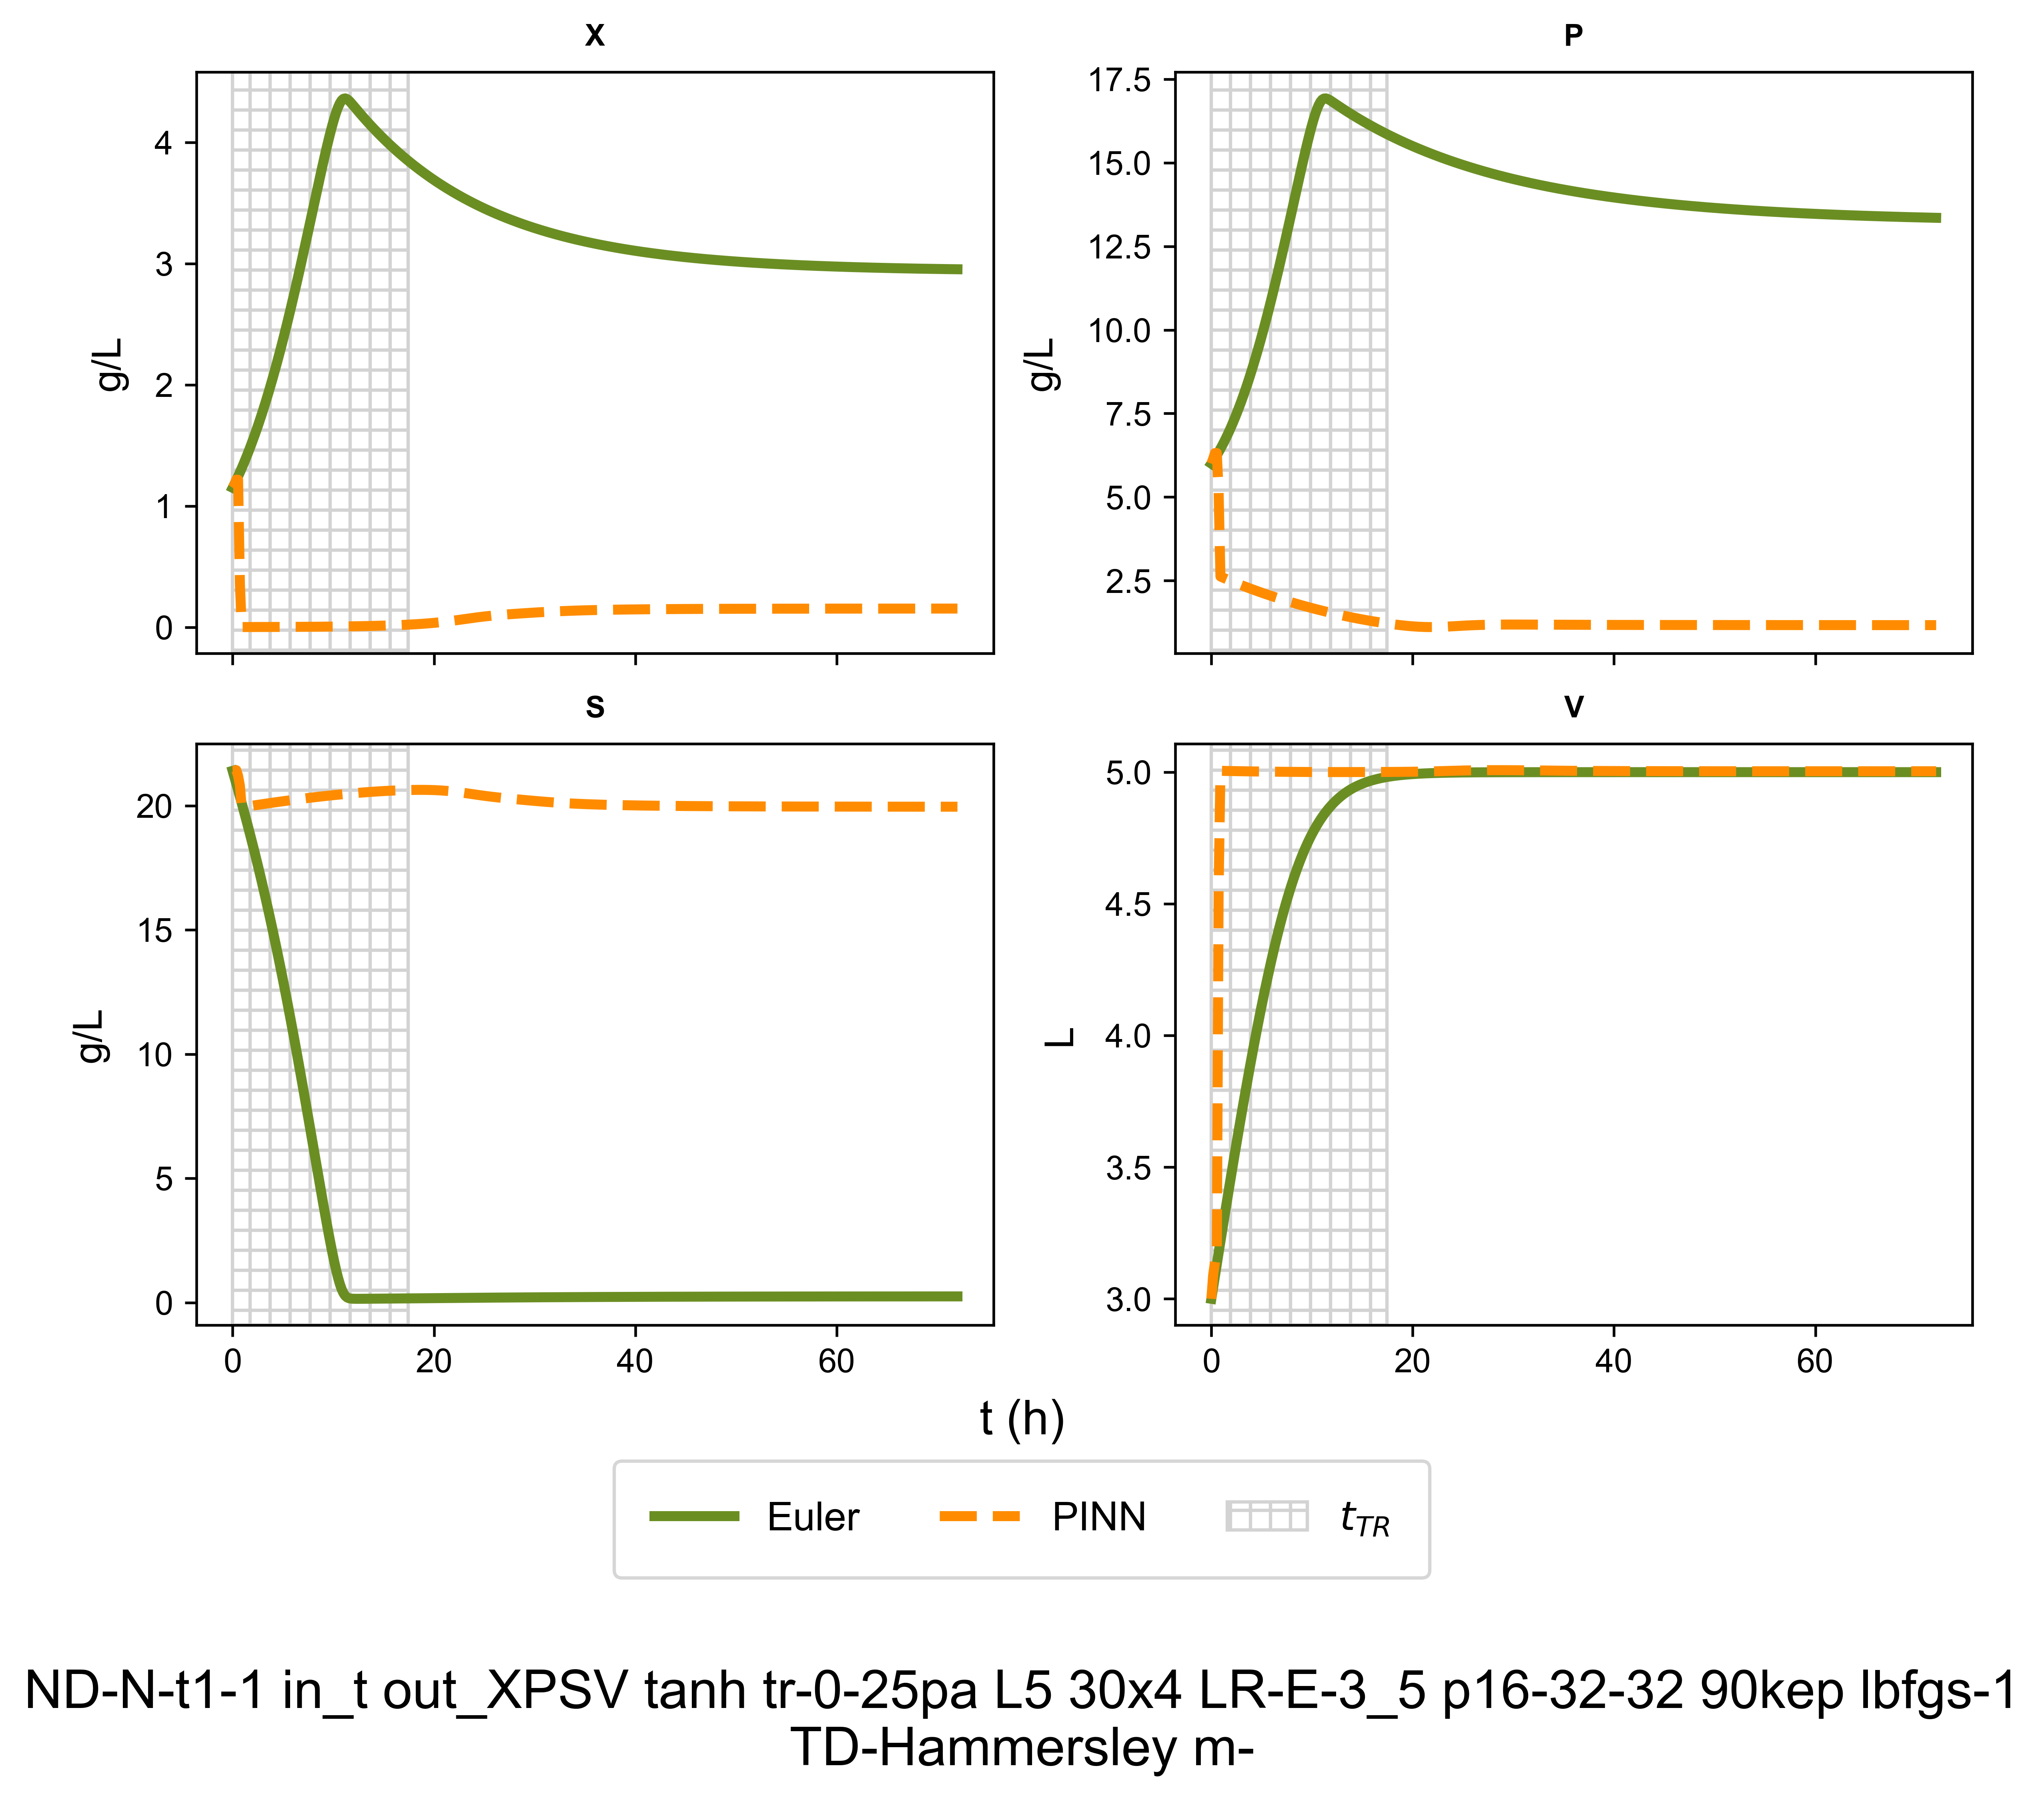 X
4
3
2
1
0
g/L
P
17.5
15.0
12.5
10.0
7.5
5.0
2.5
g/L
S
20
15
10
5
0
g/L
0 20 40 60
V
5.0
4.5
4.0
3.5
3.0
L
0 20 40 60
t (h)
Euler PINN t_TR
ND-N-t1-1 in_t out_XPSV tanh tr-0-25pa L5 30x4 LR-E-3_5 p16-32-32 90kep lbfgs-1
TD-Hammersley m-